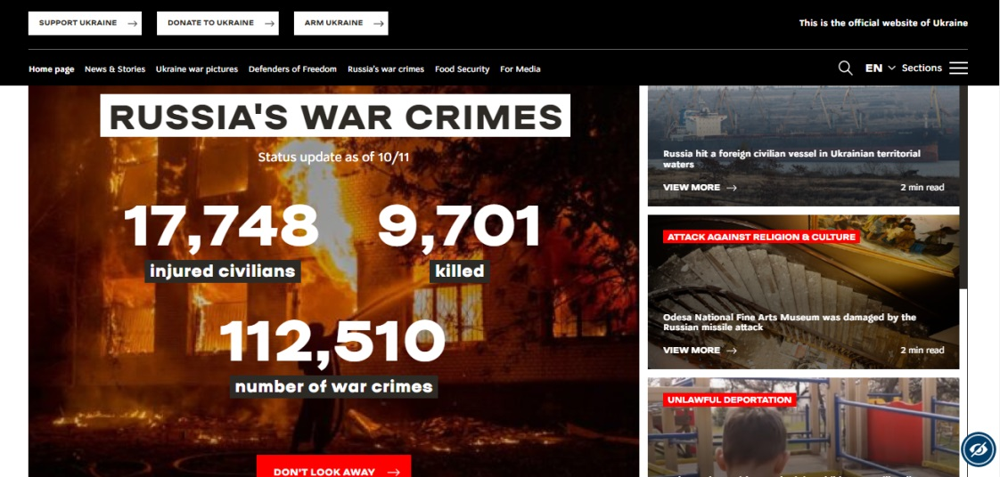 SUPPORT UKRAINE
DONATE TO UKRAINE
ARM UKRAINE
This is the official website of Ukraine
Home page
News & Stories
Ukraine war pictures
Defenders of Freedom
Russia's war crimes
Food Security
For Media
EN
Sections
RUSSIA'S WAR CRIMES
Status update as of 10/11
17,748
injured civilians
9,701
killed
112,510
number of war crimes
DON'T LOOK AWAY
Russia hit a foreign civilian vessel in Ukrainian territorial
waters
VIEW MORE
2 min read
ATTACK AGAINST RELIGION & CULTURE
Odesa National Fine Arts Museum was damaged by the
Russian missile attack
VIEW MORE
2 min read
UNLAWFUL DEPORTATION